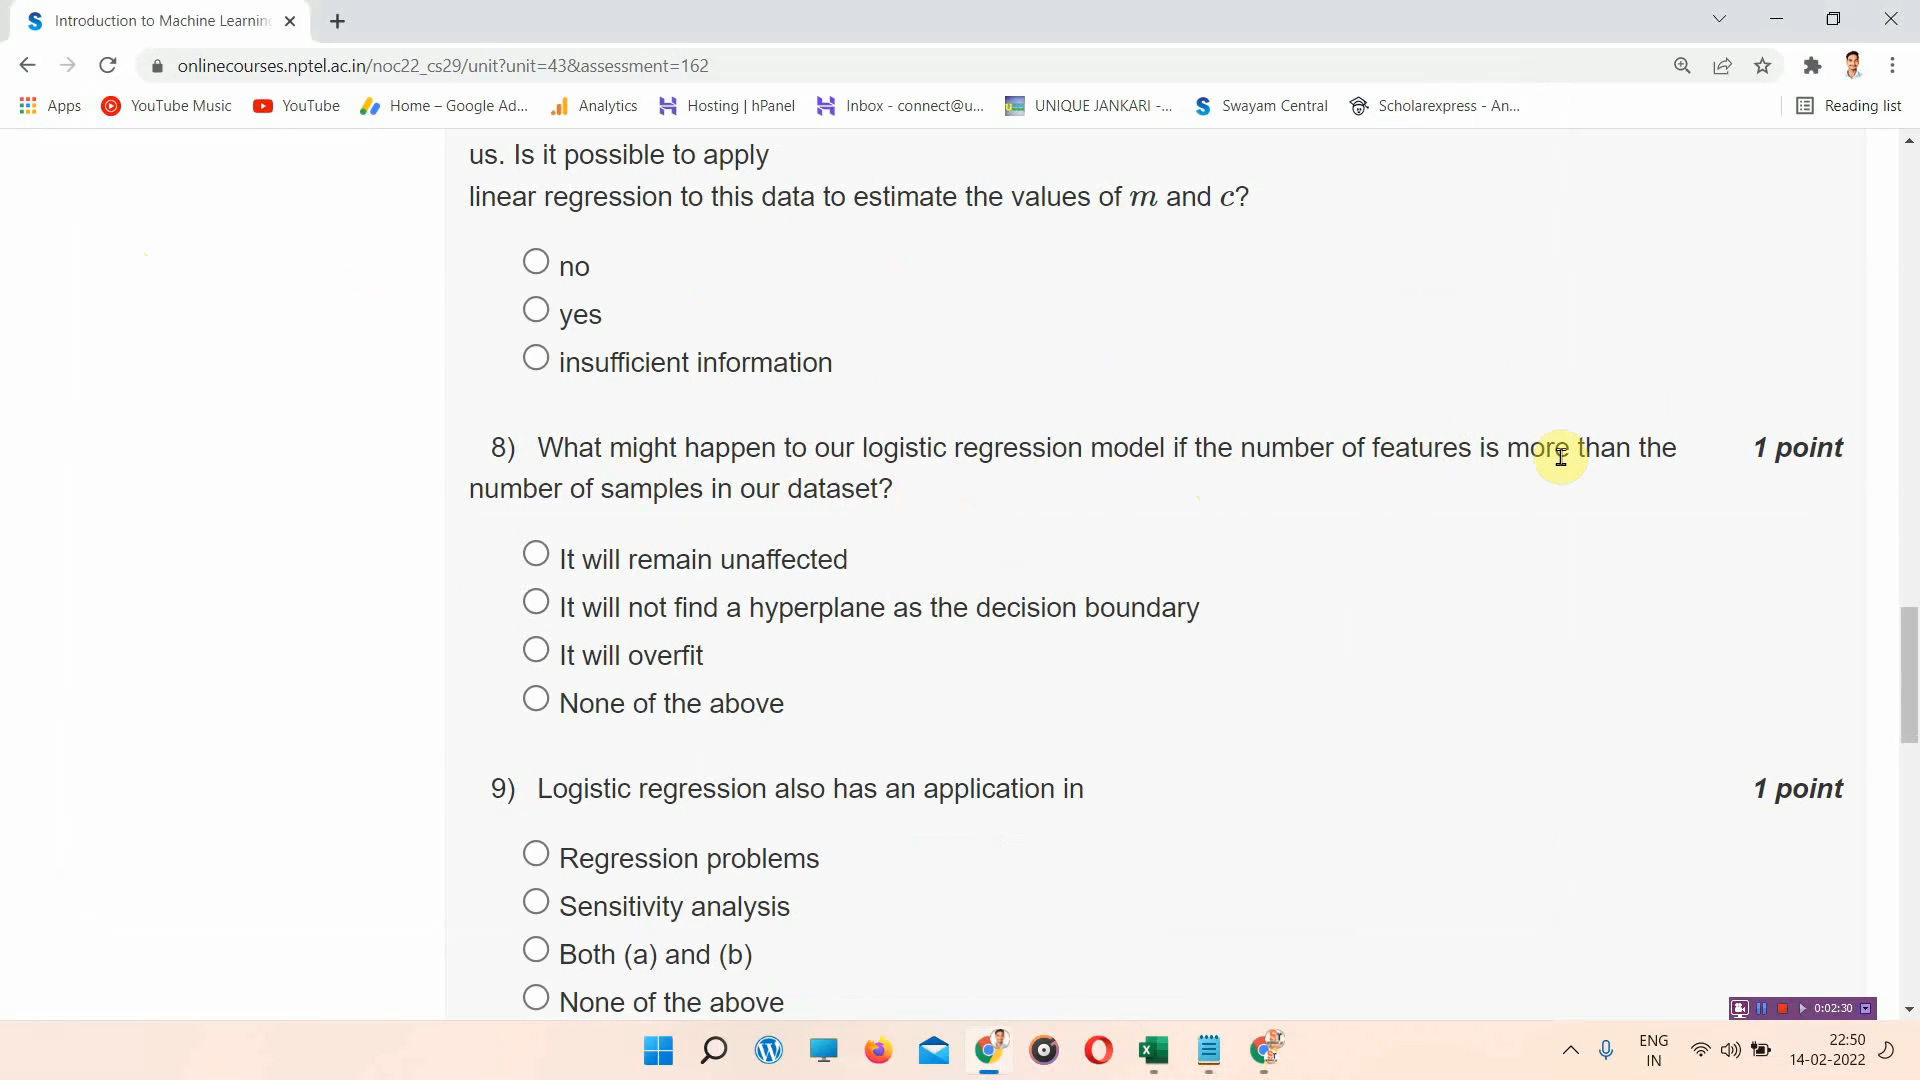 Introduction to Machine Learning
onlinecourses.nptel.ac.in/noc22_cs29/unit?unit=43&assessment=162
Apps YouTube Music YouTube Home – Google Ad... Analytics Hosting | hPanel Inbox - connect@u... UNIQUE JANKARI -... Swayam Central Scholarexpress - An... Reading list
us. Is it possible to apply
linear regression to this data to estimate the values of m and c?
no
yes
insufficient information
8) What might happen to our logistic regression model if the number of features is more than the 1 point
number of samples in our dataset?
It will remain unaffected
It will not find a hyperplane as the decision boundary
It will overfit
None of the above
9) Logistic regression also has an application in 1 point
Regression problems
Sensitivity analysis
Both (a) and (b)
None of the above
0:02:30
ENG
IN
22:50
14-02-2022